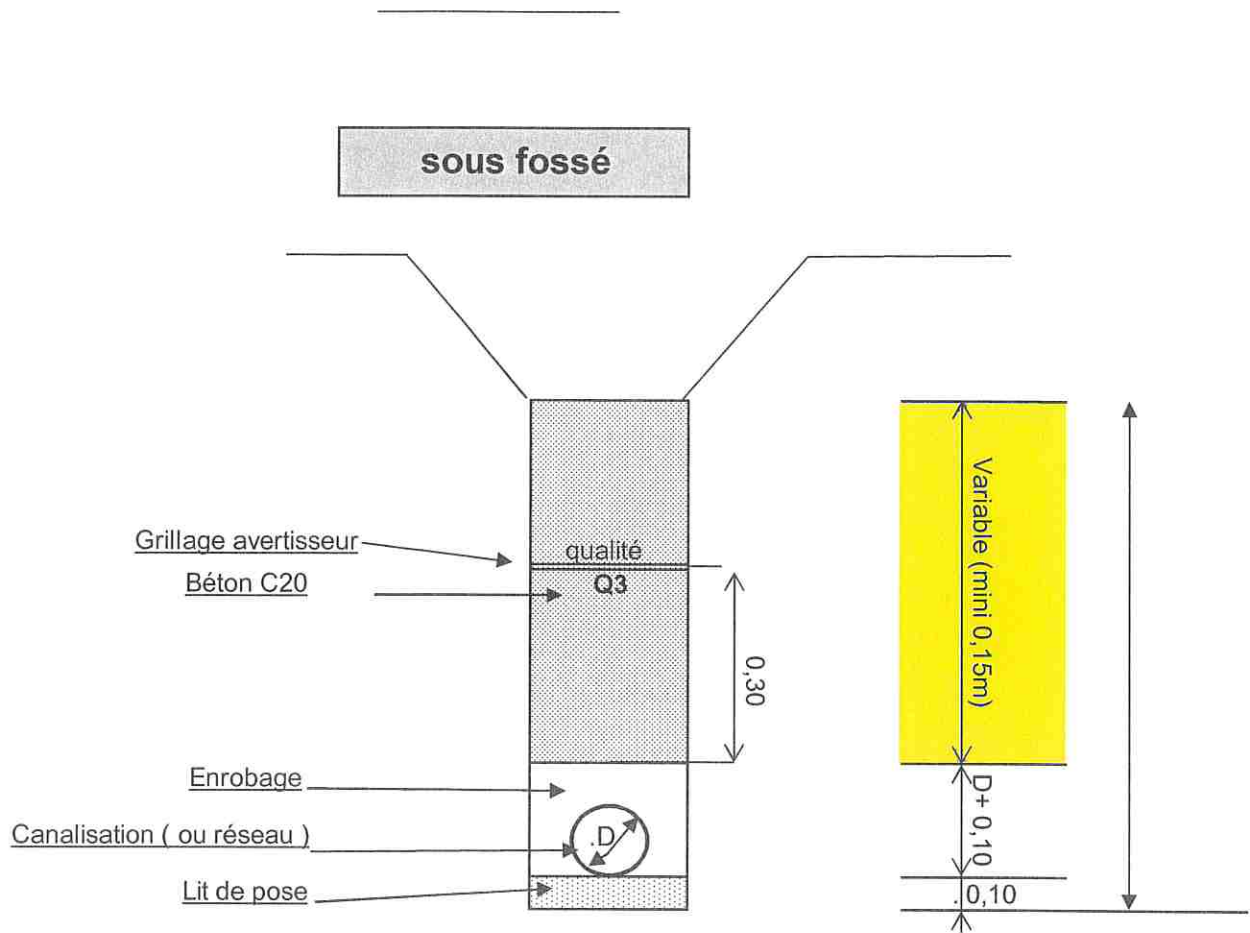 sous fossé
Grillage avertisseur
qualité
Béton C20
Q3
Variable (mini 0,15m)
0,30
Enrobage
D+ 0,10
Canalisation ( ou réseau )
.D
Lit de pose
. 0,10